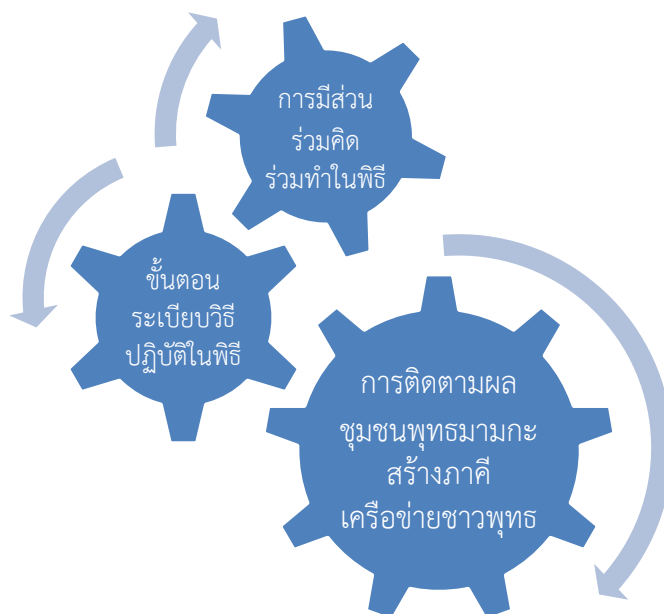 การมีส่วน
ร่วมคิด
ร่วมทำในพิธี
ขั้นตอน
ระเบียบวิธี
ปฏิบัติในพิธี
การติดตามผล
ชุมชนพุทธมามกะ
สร้างภาคี
เครือข่ายชาวพุทธ